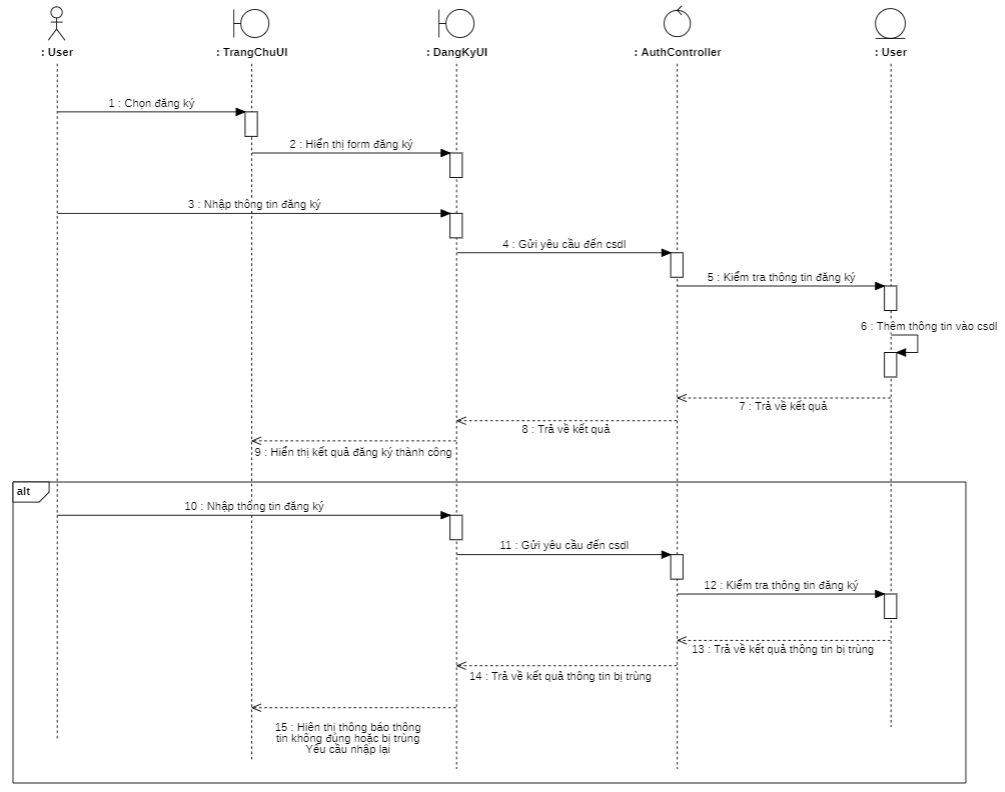 : User
: TrangChuUI
: DangKyUI
: AuthController
: User
1 : Chọn đăng ký
2 : Hiển thị form đăng ký
3 : Nhập thông tin đăng ký
4 : Gửi yêu cầu đến csdl
5 : Kiểm tra thông tin đăng ký
6 : Thêm thông tin vào csdl
7 : Trả về kết quả
8 : Trả về kết quả
9 : Hiển thị kết quả đăng ký thành công
alt
10 : Nhập thông tin đăng ký
11 : Gửi yêu cầu đến csdl
12 : Kiểm tra thông tin đăng ký
13 : Trả về kết quả thông tin bị trùng
14 : Trả về kết quả thông tin bị trùng
15 : Hiện thị thông báo thông
tin không đúng hoặc bị trùng
Yêu cầu nhập lại